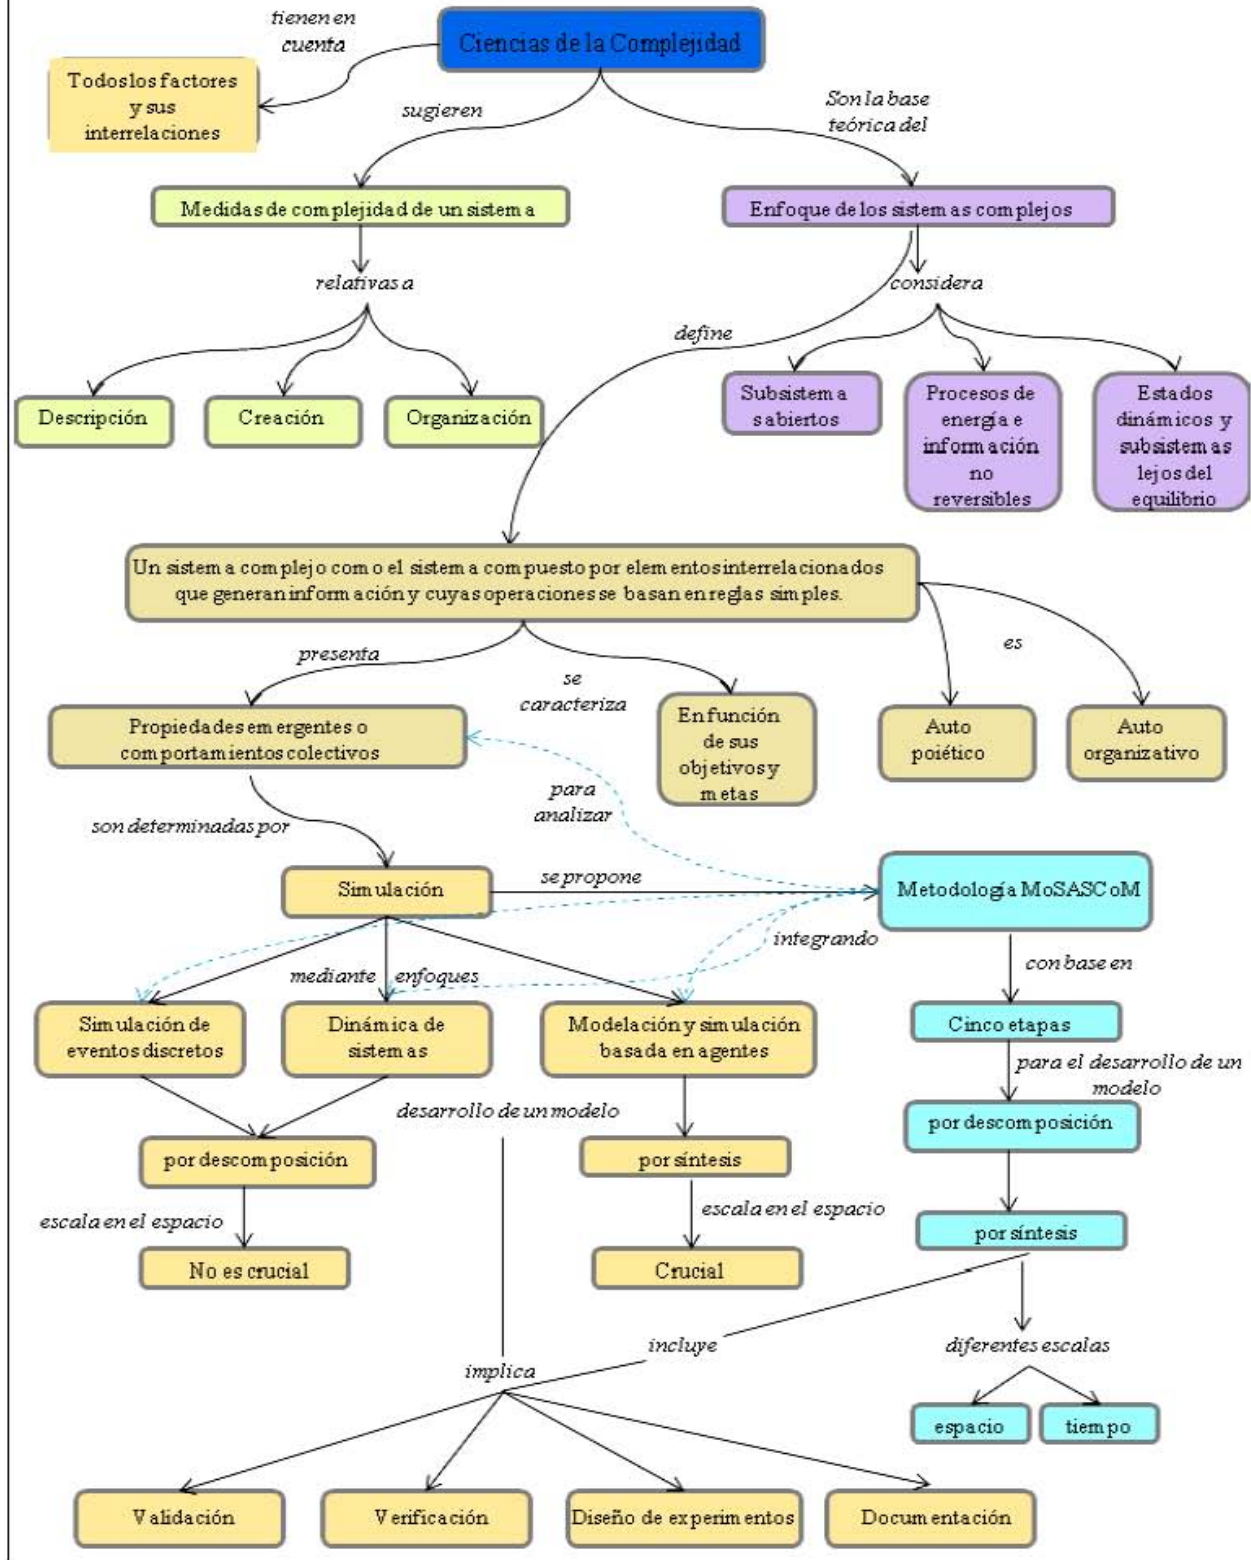 tienen en
cuenta
Ciencias de la Complejidad
Todos los factores
y sus
interrelaciones
sugieren
Son la base
teórica del
Medidas de complejidad de un sistema
Enfoque de los sistemas complejos
relativas a
considera
define
Descripción
Creación
Organización
Subsistema
s abiertos
Procesos de
energía e
información
no
reversibles
Estados
dinámicos y
subsistemas
lejos del
equilibrio
Un sistema complejo como el sistema compuesto por elementos interrelacionados
que generan información y cuyas operaciones se basan en reglas simples.
presenta
se
caracteriza
es
Propiedades emergentes o
comportamientos colectivos
En función
de sus
objetivos y
metas
Auto
poiético
Auto
organizativo
para
analizar
son determinadas por
Simulación
se propone
Metodología MoSASCoM
integrando
mediante
enfoques
con base en
Simulación de
eventos discretos
Dinámica de
sistemas
Modelación y simulación
basada en agentes
Cinco etapas
para el desarrollo de un
modelo
desarrollo de un modelo
por descomposición
por descomposición
por síntesis
escala en el espacio
escala en el espacio
por síntesis
No es crucial
Crucial
incluye
diferentes escalas
implica
espacio
tiempo
Validación
Verificación
Diseño de experimentos
Documentación